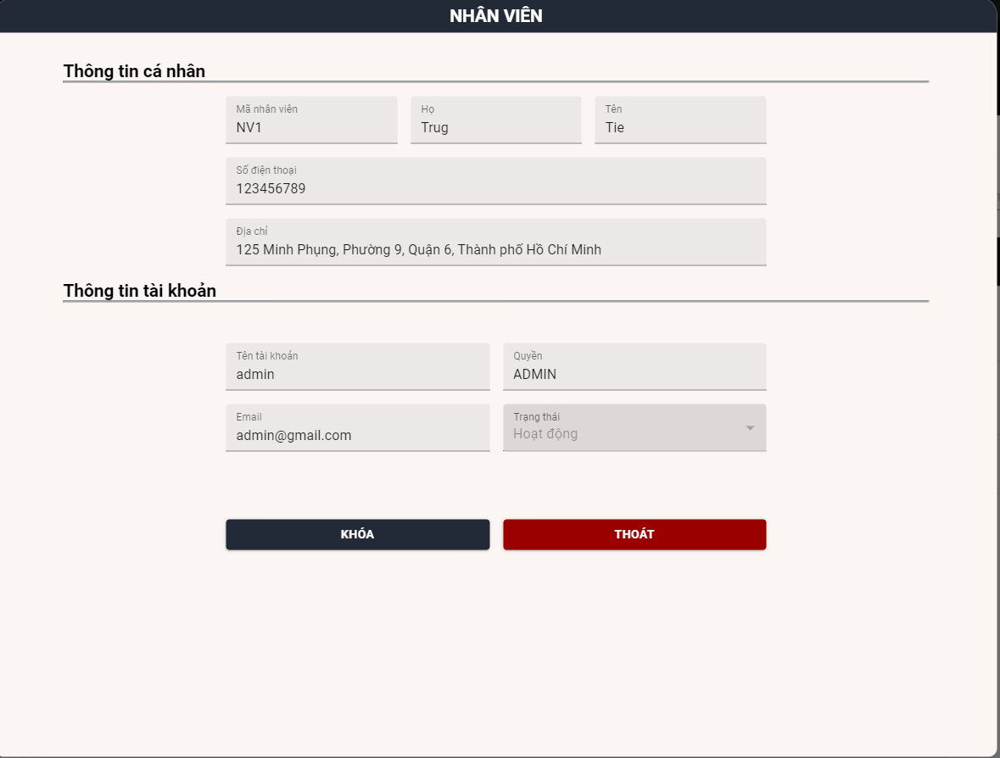 NHÂN VIÊN
Thông tin cá nhân
Mã nhân viên
NV1
Họ
Trug
Tên
Tie
Số điện thoại
123456789
Địa chỉ
125 Minh Phụng, Phường 9, Quận 6, Thành phố Hồ Chí Minh
Thông tin tài khoản
Tên tài khoản
admin
Quyền
ADMIN
Email
admin@gmail.com
Trạng thái
Hoạt động
KHÓA
THOÁT